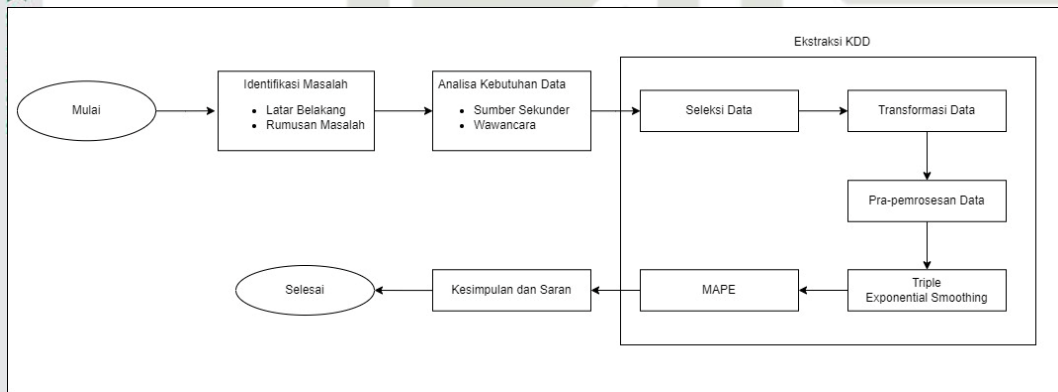 Ekstraksi KDD
Mulai
Identifikasi Masalah
• Latar Belakang
• Rumusan Masalah
Analisa Kebutuhan Data
• Sumber Sekunder
• Wawancara
Seleksi Data
Transformasi Data
Pra-pemrosesan Data
Triple
Exponential Smoothing
MAPE
Kesimpulan dan Saran
Selesai